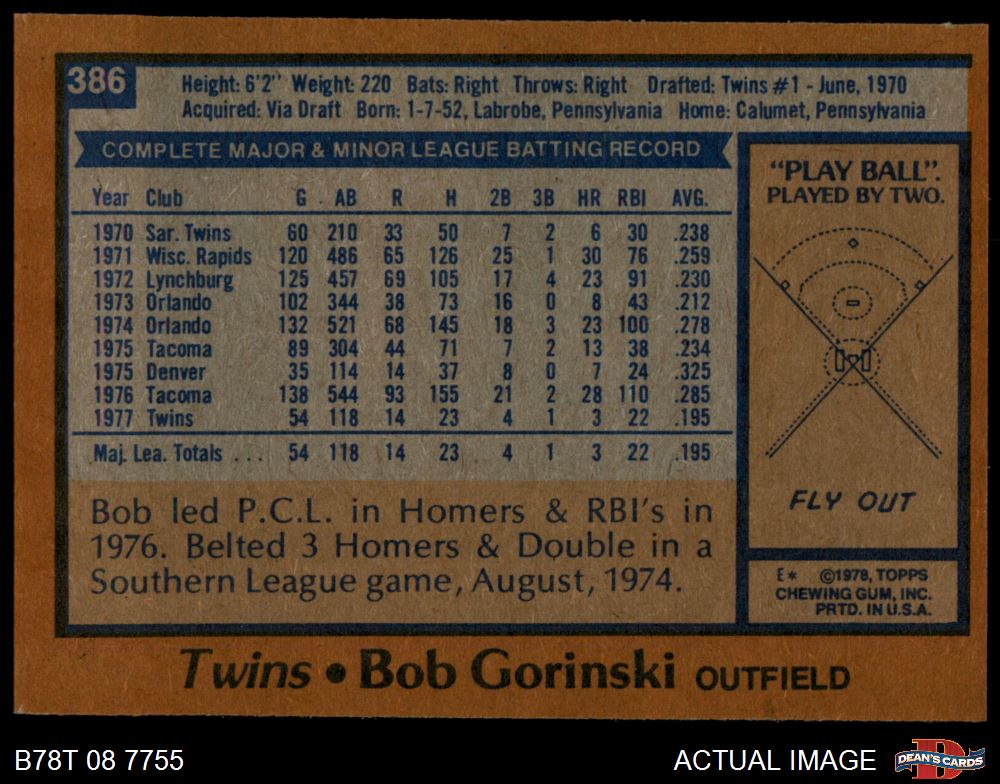 386
Height: 6'2" Weight: 220 Bats: Right Throws: Right Drafted: Twins #1 - June, 1970
Acquired: Via Draft Born: 1-7-52, Labrobe, Pennsylvania Home: Calumet, Pennsylvania
COMPLETE MAJOR & MINOR LEAGUE BATTING RECORD
Year Club G AB R H 2B 3B HR RBI AVG.
1970 Sar. Twins 60 210 33 50 7 2 6 30 .238
1971 Wisc. Rapids 120 486 65 126 25 1 30 76 .259
1972 Lynchburg 125 457 69 105 17 4 23 91 .230
1973 Orlando 102 344 38 73 16 0 8 43 .212
1974 Orlando 132 521 68 145 18 3 23 100 .278
1975 Tacoma 89 304 44 71 7 2 13 38 .234
1975 Denver 35 114 14 37 8 0 7 24 .325
1976 Tacoma 138 544 93 155 21 2 28 110 .285
1977 Twins 54 118 14 23 4 1 3 22 .195
Maj. Lea. Totals ... 54 118 14 23 4 1 3 22 .195
Bob led P.C.L. in Homers & RBI's in
1976. Belted 3 Homers & Double in a
Southern League game, August, 1974.
"PLAY BALL".
PLAYED BY TWO.
FLY OUT
E* ©1978, TOPPS
CHEWING GUM, INC.
PRTD. IN U.S.A.
Twins • Bob Gorinski OUTFIELD
B78T 08 7755
ACTUAL IMAGE
DEAN'S CARDS